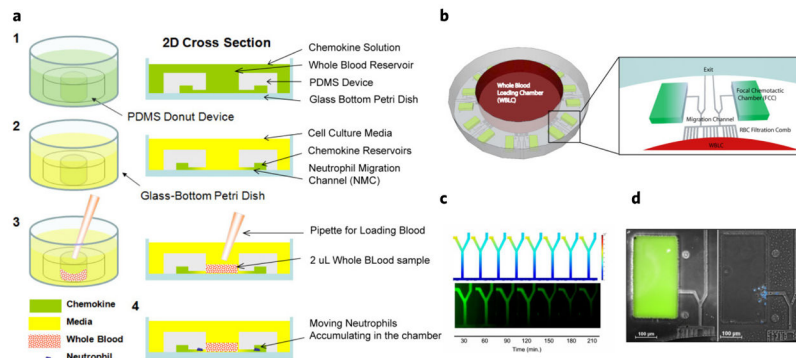 a
1
2D Cross Section
Chemokine Solution
Whole Blood Reservoir
PDMS Device
Glass Bottom Petri Dish
PDMS Donut Device
2
Cell Culture Media
Chemokine Reservoirs
Neutrophil Migration
Channel (NMC)
Glass-Bottom Petri Dish
3
Pipette for Loading Blood
2 uL Whole BLood sample
Chemokine
Media
Whole Blood
Neutrophil
4
Moving Neutrophils
Accumulating in the chamber
b
Whole Blood
Loading Chamber
(WBLC)
Exit
Focal Chemotactic
Chamber (FCC)
Migration Channel
RBC Filtration Comb
WBLC
c
30 60 90 120 150 180 210
Time (min.)
d
100 µm
100 µm